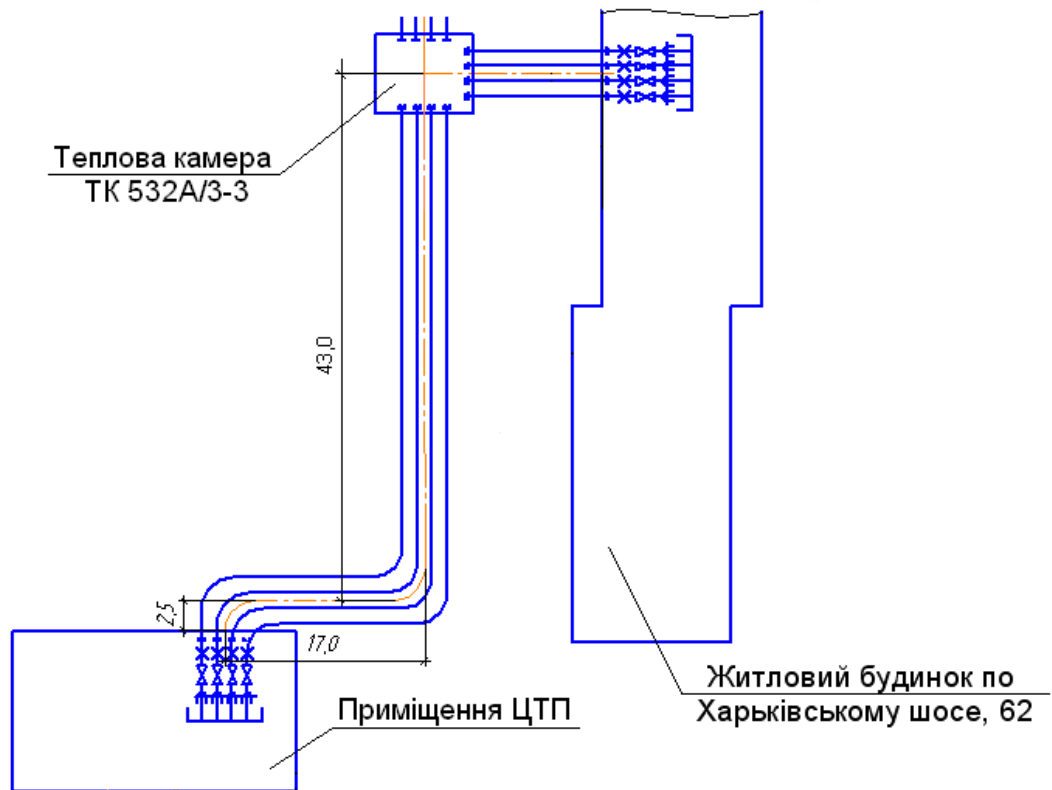 Теплова камера
ТК 532А/3-3
43,0
2,5
17,0
Приміщення ЦТП
Житловий будинок по
Харьківському шосе, 62